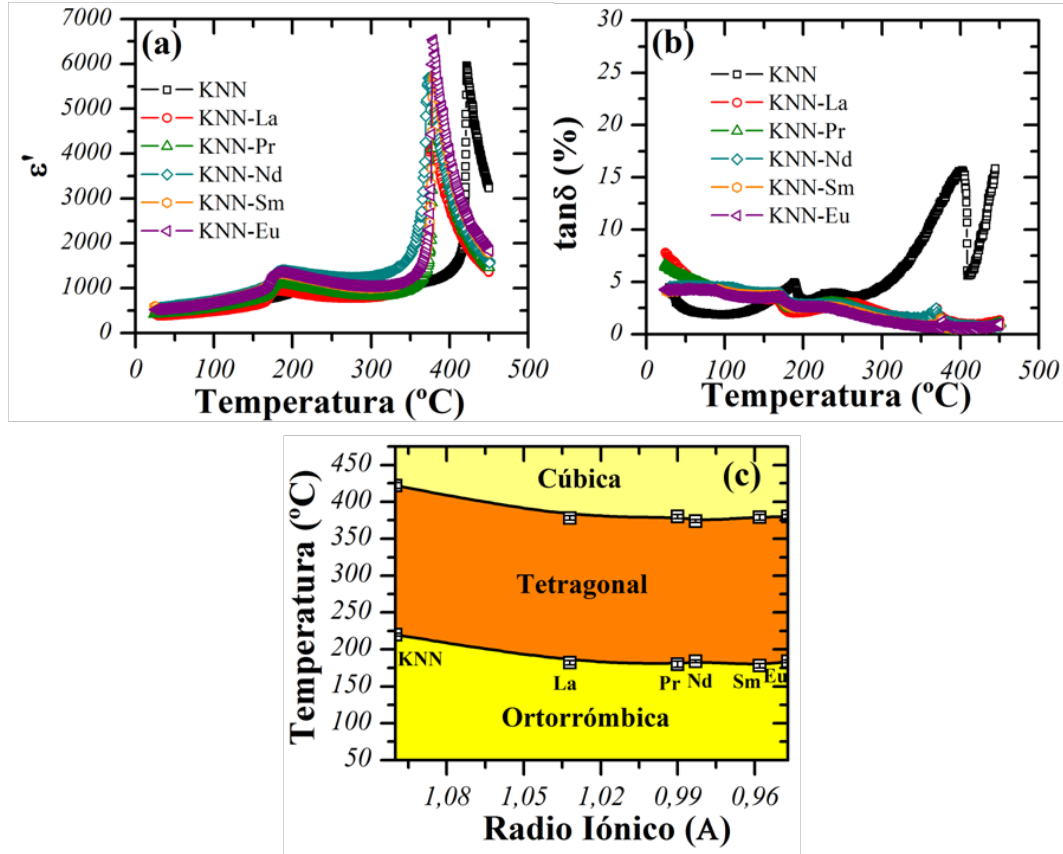 (a)
7000
6000
5000
4000
3000
2000
1000
0
ε'
KNN
KNN-La
KNN-Pr
KNN-Nd
KNN-Sm
KNN-Eu
0 100 200 300 400 500
Temperatura (ºC)
(b)
30
25
20
15
10
5
0
tanδ (%)
KNN
KNN-La
KNN-Pr
KNN-Nd
KNN-Sm
KNN-Eu
0 100 200 300 400 500
Temperatura (ºC)
(c)
450
400
350
300
250
200
150
100
50
Temperatura (ºC)
Cúbica
Tetragonal
KNN
La Pr Nd Sm Eu
Ortorrómbica
1,08 1,05 1,02 0,99 0,96
Radio Iónico (A)